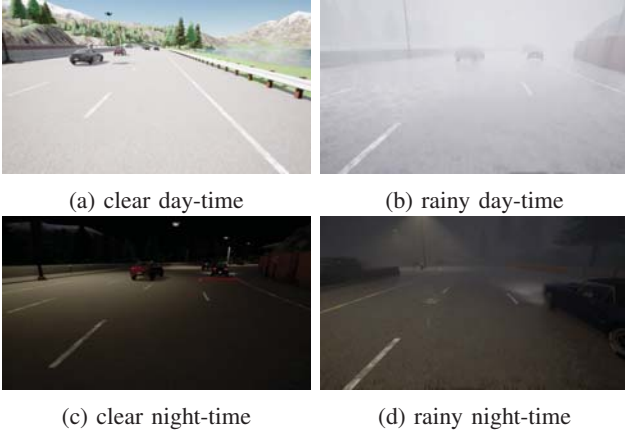 (a) clear day-time
(b) rainy day-time
(c) clear night-time
(d) rainy night-time